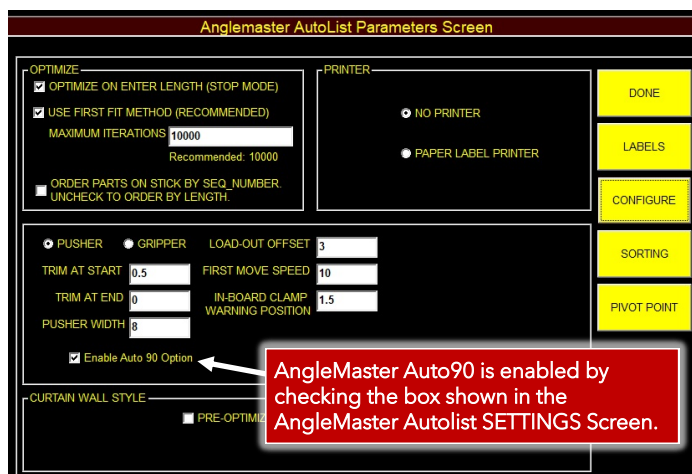 Anglemaster AutoList Parameters Screen
OPTIMIZE
OPTIMIZE ON ENTER LENGTH (STOP MODE)
USE FIRST FIT METHOD (RECOMMENDED)
MAXIMUM ITERATIONS 10000
Recommended: 10000
ORDER PARTS ON STICK BY SEQ_NUMBER.
UNCHECK TO ORDER BY LENGTH.
PRINTER
NO PRINTER
PAPER LABEL PRINTER
DONE
LABELS
CONFIGURE
SORTING
PIVOT POINT
PUSHER GRIPPER LOAD-OUT OFFSET 3
TRIM AT START 0.5 FIRST MOVE SPEED 10
TRIM AT END 0 IN-BOARD CLAMP
WARNING POSITION 1.5
PUSHER WIDTH 8
Enable Auto 90 Option
AngleMaster Auto90 is enabled by
checking the box shown in the
AngleMaster Autolist SETTINGS Screen.
CURTAIN WALL STYLE